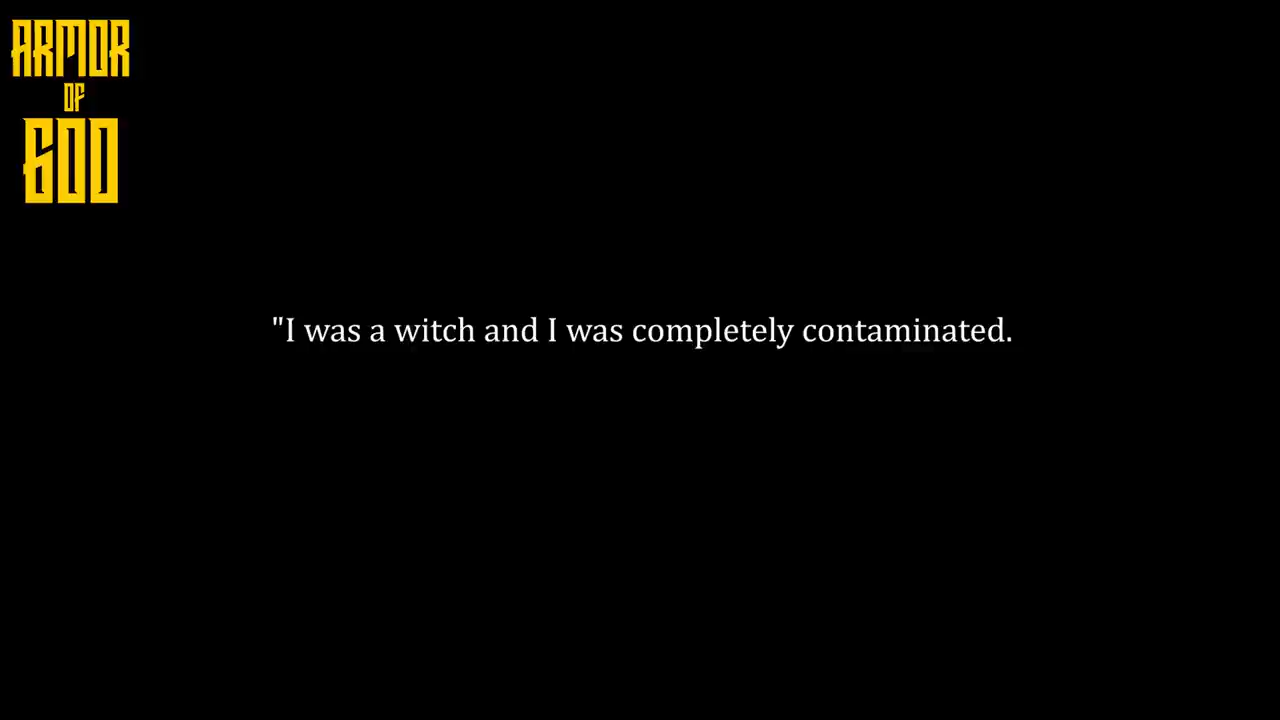 ARMOR
OF
GOD
"I was a witch and I was completely contaminated.